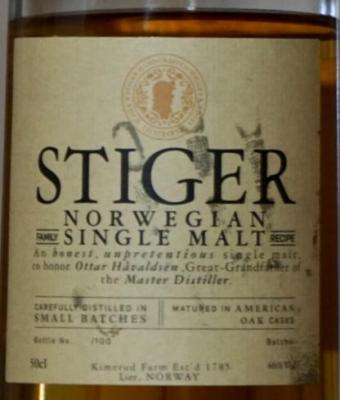 STIGER
NORWEGIAN
FAMILY SINGLE MALT RECIPE
An honest, unpretentious single malt,
to honor Ottar Håvaldsen, Great-Grandfather of
the Master Distiller.
CAREFULLY DISTILLED IN
SMALL BATCHES
MATURED IN AMERICAN
OAK CASKS
Bottle No. /100
Batch
50cl
Kimerud Farm Est'd 1785
Lier, NORWAY